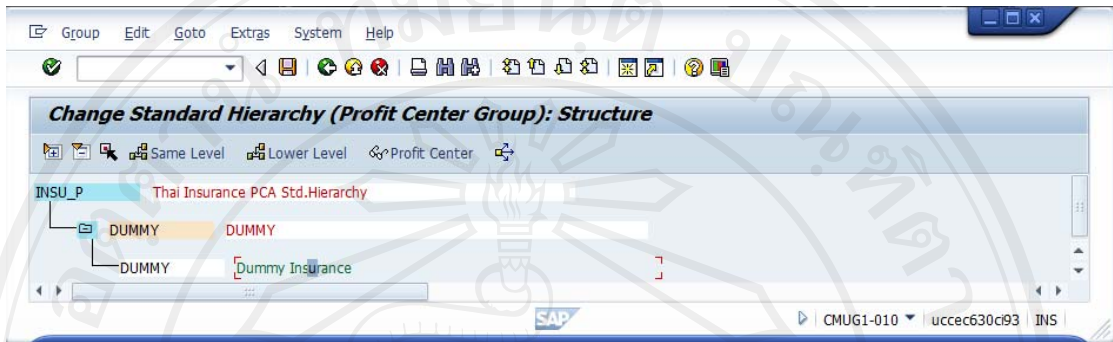 Group Edit Goto Extras System Help
Change Standard Hierarchy (Profit Center Group): Structure
Same Level Lower Level Profit Center
INSU_P Thai Insurance PCA Std.Hierarchy
DUMMY DUMMY
DUMMY Dummy Insurance
SAP CMUG1-010 uccec630ci93 INS